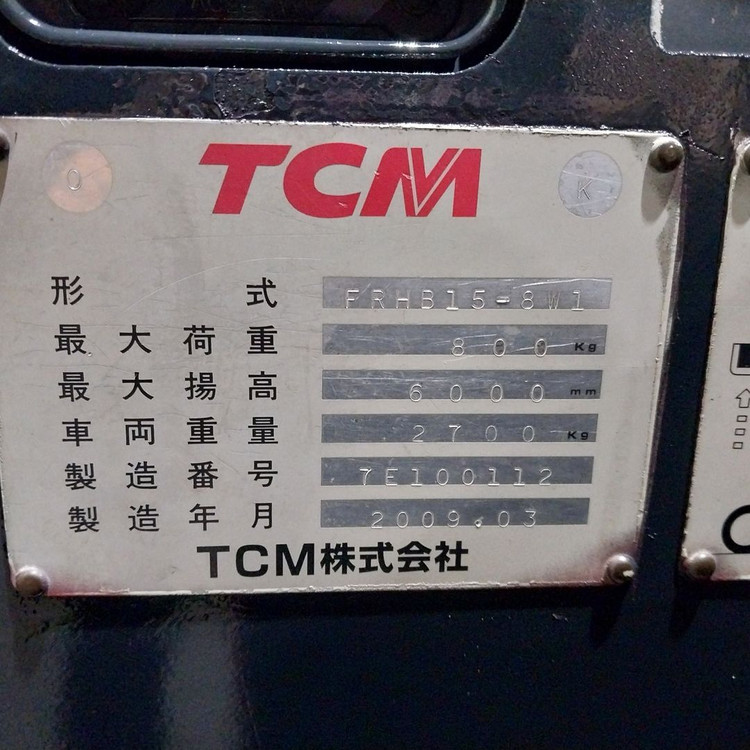 O
TCM
K
形式 FRHB15-8W1
最大荷重 800 Kg
最大揚高 6000 mm
車両重量 2700 Kg
製造番号 7E100112
製造年月 2009.03
TCM株式会社